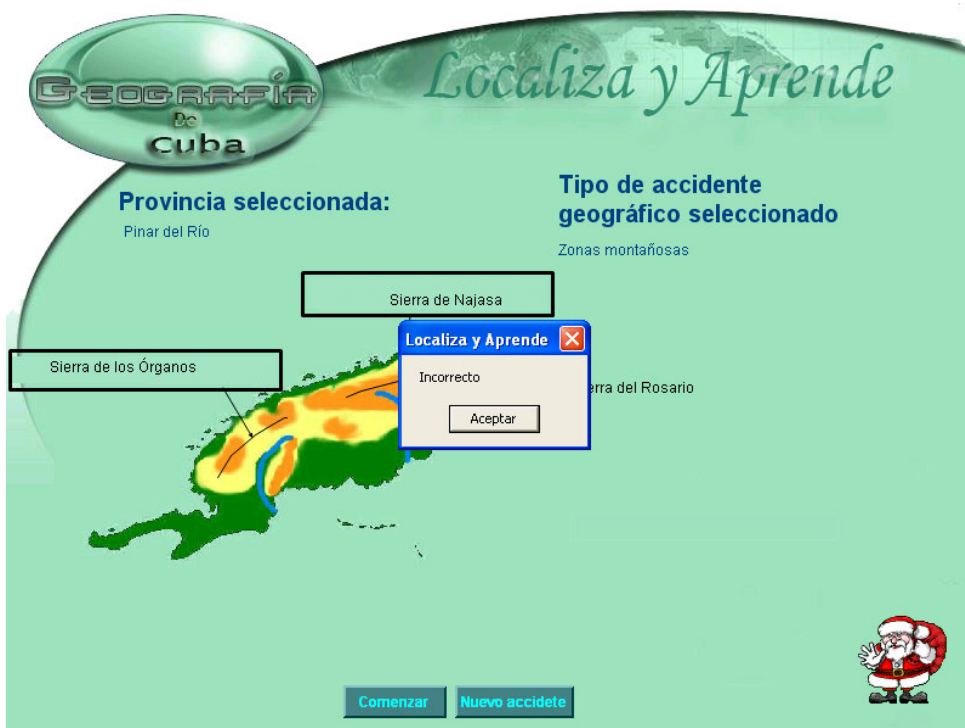 GEOGRAFÍA
De
Cuba
Localiza y Aprende
Provincia seleccionada:
Pinar del Río
Tipo de accidente
geográfico seleccionado
Zonas montañosas
Sierra de Najasa
Localiza y Aprende
Sierra de los Órganos
Incorrecto
erra del Rosario
Aceptar
Comenzar
Nuevo accidete